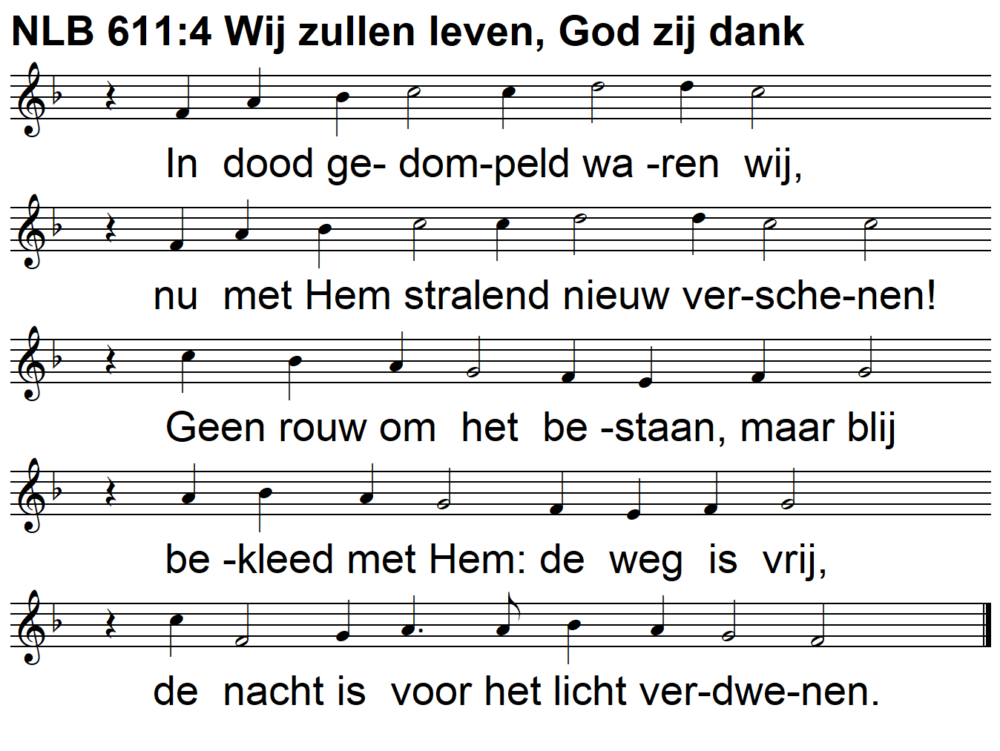 NLB 611:4 Wij zullen leven, God zij dank
In dood ge- dom-peld wa -ren wij,
nu met Hem stralend nieuw ver-sche-nen!
Geen rouw om het be -staan, maar blij
be -kleed met Hem: de weg is vrij,
de nacht is voor het licht ver-dwe-nen.